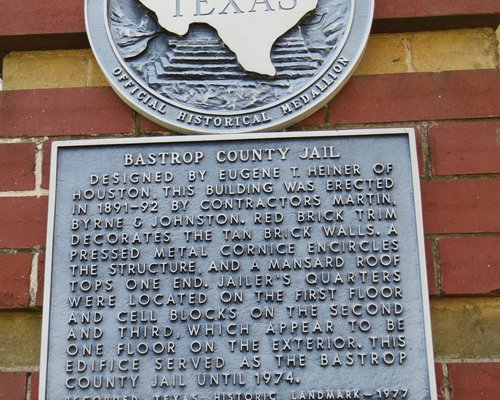 TEXAS
OFFICIAL HISTORICAL MEDALLION
BASTROP COUNTY JAIL
DESIGNED BY EUGENE T. HEINER OF
HOUSTON, THIS BUILDING WAS ERECTED
IN 1891-92 BY CONTRACTORS MARTIN,
BYRNE & JOHNSTON. RED BRICK TRIM
DECORATES THE TAN BRICK WALLS. A
PRESSED METAL CORNICE ENCIRCLES
THE STRUCTURE, AND A MANSARD ROOF
TOPS ONE END. JAILER'S QUARTERS
WERE LOCATED ON THE FIRST FLOOR
AND CELL BLOCKS ON THE SECOND
AND THIRD, WHICH APPEAR TO BE
ONE FLOOR ON THE EXTERIOR. THIS
EDIFICE SERVED AS THE BASTROP
COUNTY JAIL UNTIL 1974.
RECORDED TEXAS HISTORIC LANDMARK-1977